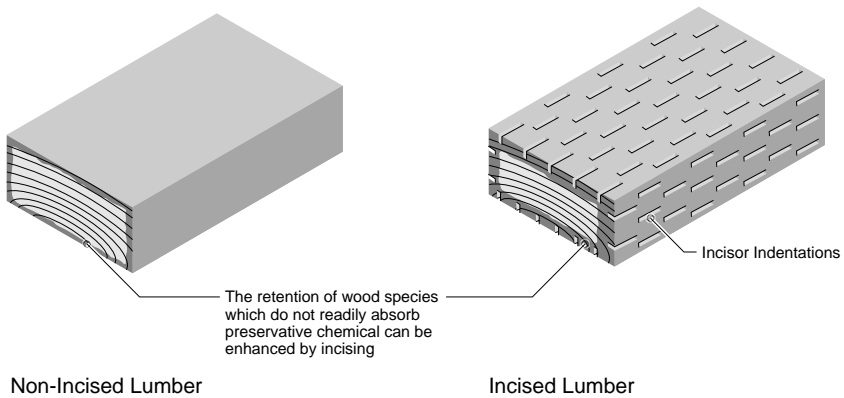 Incisor Indentations
The retention of wood species
which do not readily absorb
preservative chemical can be
enhanced by incising
Non-Incised Lumber
Incised Lumber